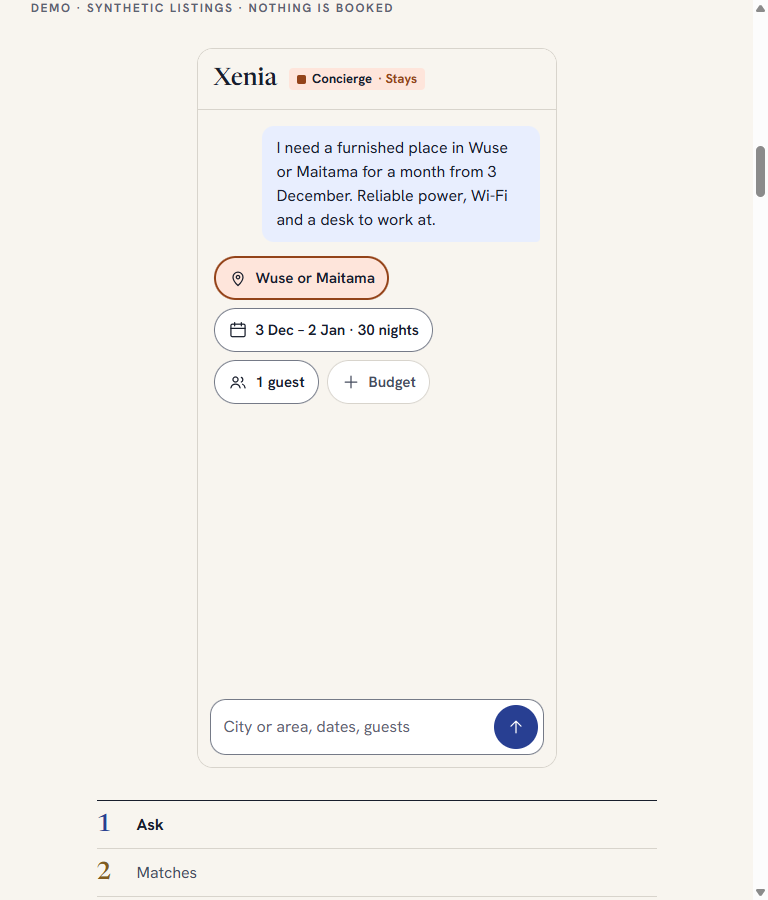 DEMO · SYNTHETIC LISTINGS · NOTHING IS BOOKED
Xenia
Concierge · Stays
I need a furnished place in Wuse
or Maitama for a month from 3
December. Reliable power, Wi-Fi
and a desk to work at.
Wuse or Maitama
3 Dec – 2 Jan · 30 nights
1 guest
Budget
City or area, dates, guests
1 Ask
2 Matches